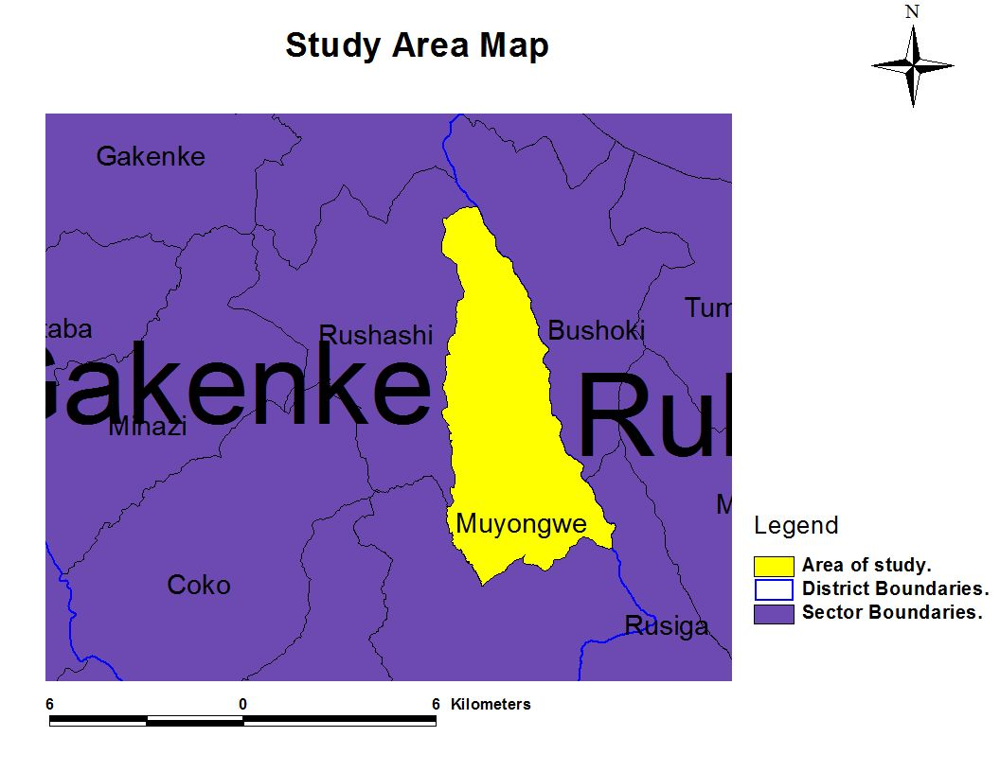 N
Study Area Map
Gakenke
Tum
Bushoki
Rushashi
taba
Gakenke
Rul
Minazi
M
Muyongwe
Coko
Rusiga
Legend
Area of study.
District Boundaries.
Sector Boundaries.
6 0 6 Kilometers